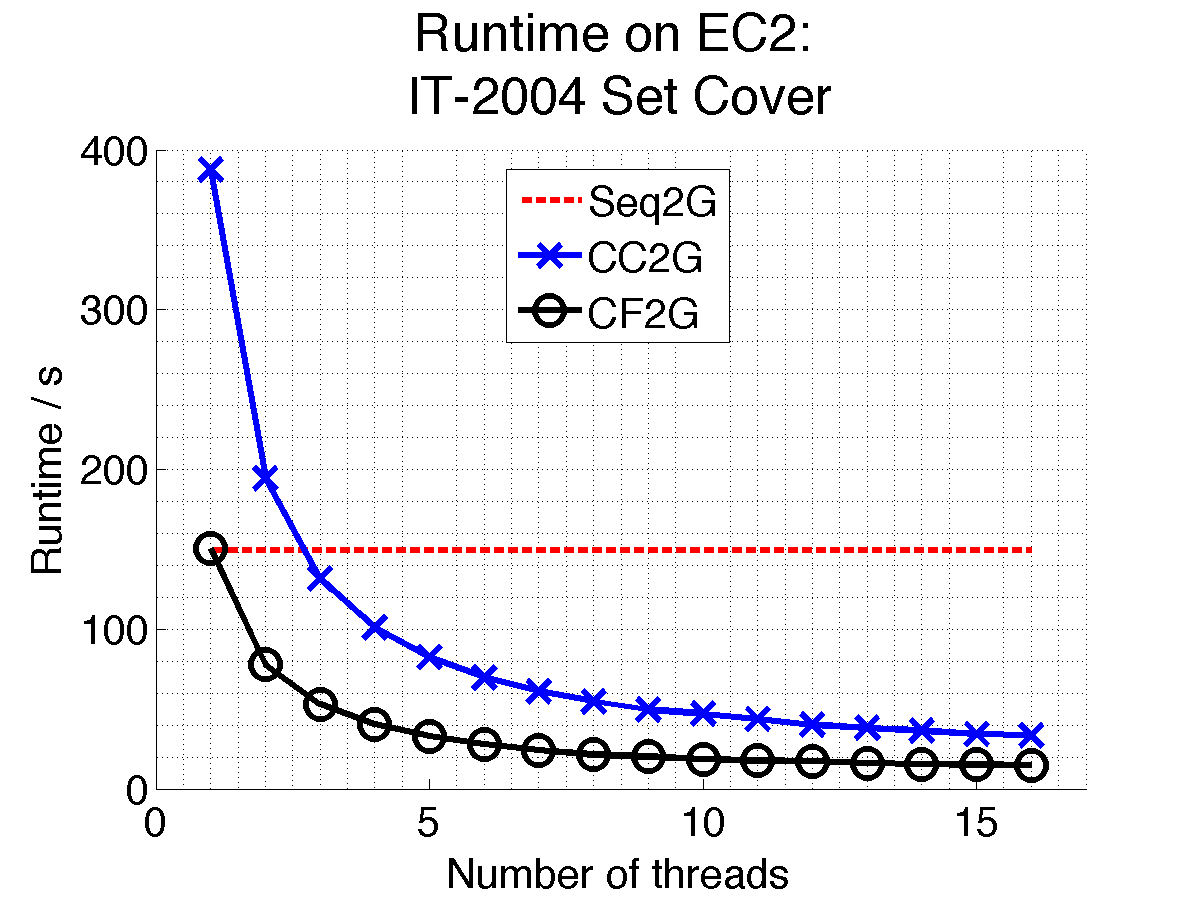 Runtime on EC2:
IT-2004 Set Cover
400
300
200
100
0
Runtime / s
Seq2G
CC2G
CF2G
0 5 10 15
Number of threads